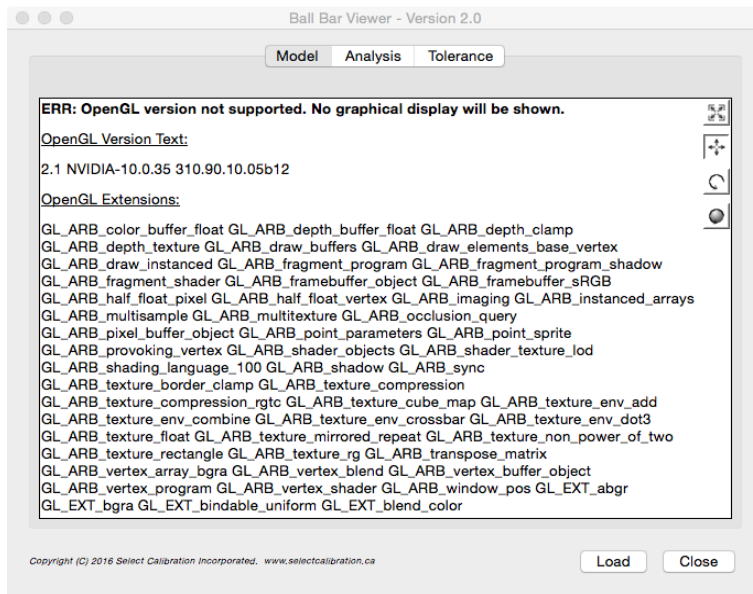 Ball Bar Viewer - Version 2.0
Model Analysis Tolerance
ERR: OpenGL version not supported. No graphical display will be shown.
OpenGL Version Text:
2.1 NVIDIA-10.0.35 310.90.10.05b12
OpenGL Extensions:
GL_ARB_color_buffer_float GL_ARB_depth_buffer_float GL_ARB_depth_clamp
GL_ARB_depth_texture GL_ARB_draw_buffers GL_ARB_draw_elements_base_vertex
GL_ARB_draw_instanced GL_ARB_fragment_program GL_ARB_fragment_program_shadow
GL_ARB_fragment_shader GL_ARB_framebuffer_object GL_ARB_framebuffer_sRGB
GL_ARB_half_float_pixel GL_ARB_half_float_vertex GL_ARB_imaging GL_ARB_instanced_arrays
GL_ARB_multisample GL_ARB_multitexture GL_ARB_occlusion_query
GL_ARB_pixel_buffer_object GL_ARB_point_parameters GL_ARB_point_sprite
GL_ARB_provoking_vertex GL_ARB_shader_objects GL_ARB_shader_texture_lod
GL_ARB_shading_language_100 GL_ARB_shadow GL_ARB_sync
GL_ARB_texture_border_clamp GL_ARB_texture_compression
GL_ARB_texture_compression_rgtc GL_ARB_texture_cube_map GL_ARB_texture_env_add
GL_ARB_texture_env_combine GL_ARB_texture_env_crossbar GL_ARB_texture_env_dot3
GL_ARB_texture_float GL_ARB_texture_mirrored_repeat GL_ARB_texture_non_power_of_two
GL_ARB_texture_rectangle GL_ARB_texture_rg GL_ARB_transpose_matrix
GL_ARB_vertex_array_bgra GL_ARB_vertex_blend GL_ARB_vertex_buffer_object
GL_ARB_vertex_program GL_ARB_vertex_shader GL_ARB_window_pos GL_EXT_abgr
GL_EXT_bgra GL_EXT_bindable_uniform GL_EXT_blend_color
Copyright (C) 2016 Select Calibration Incorporated. www.selectcalibration.ca
Load Close